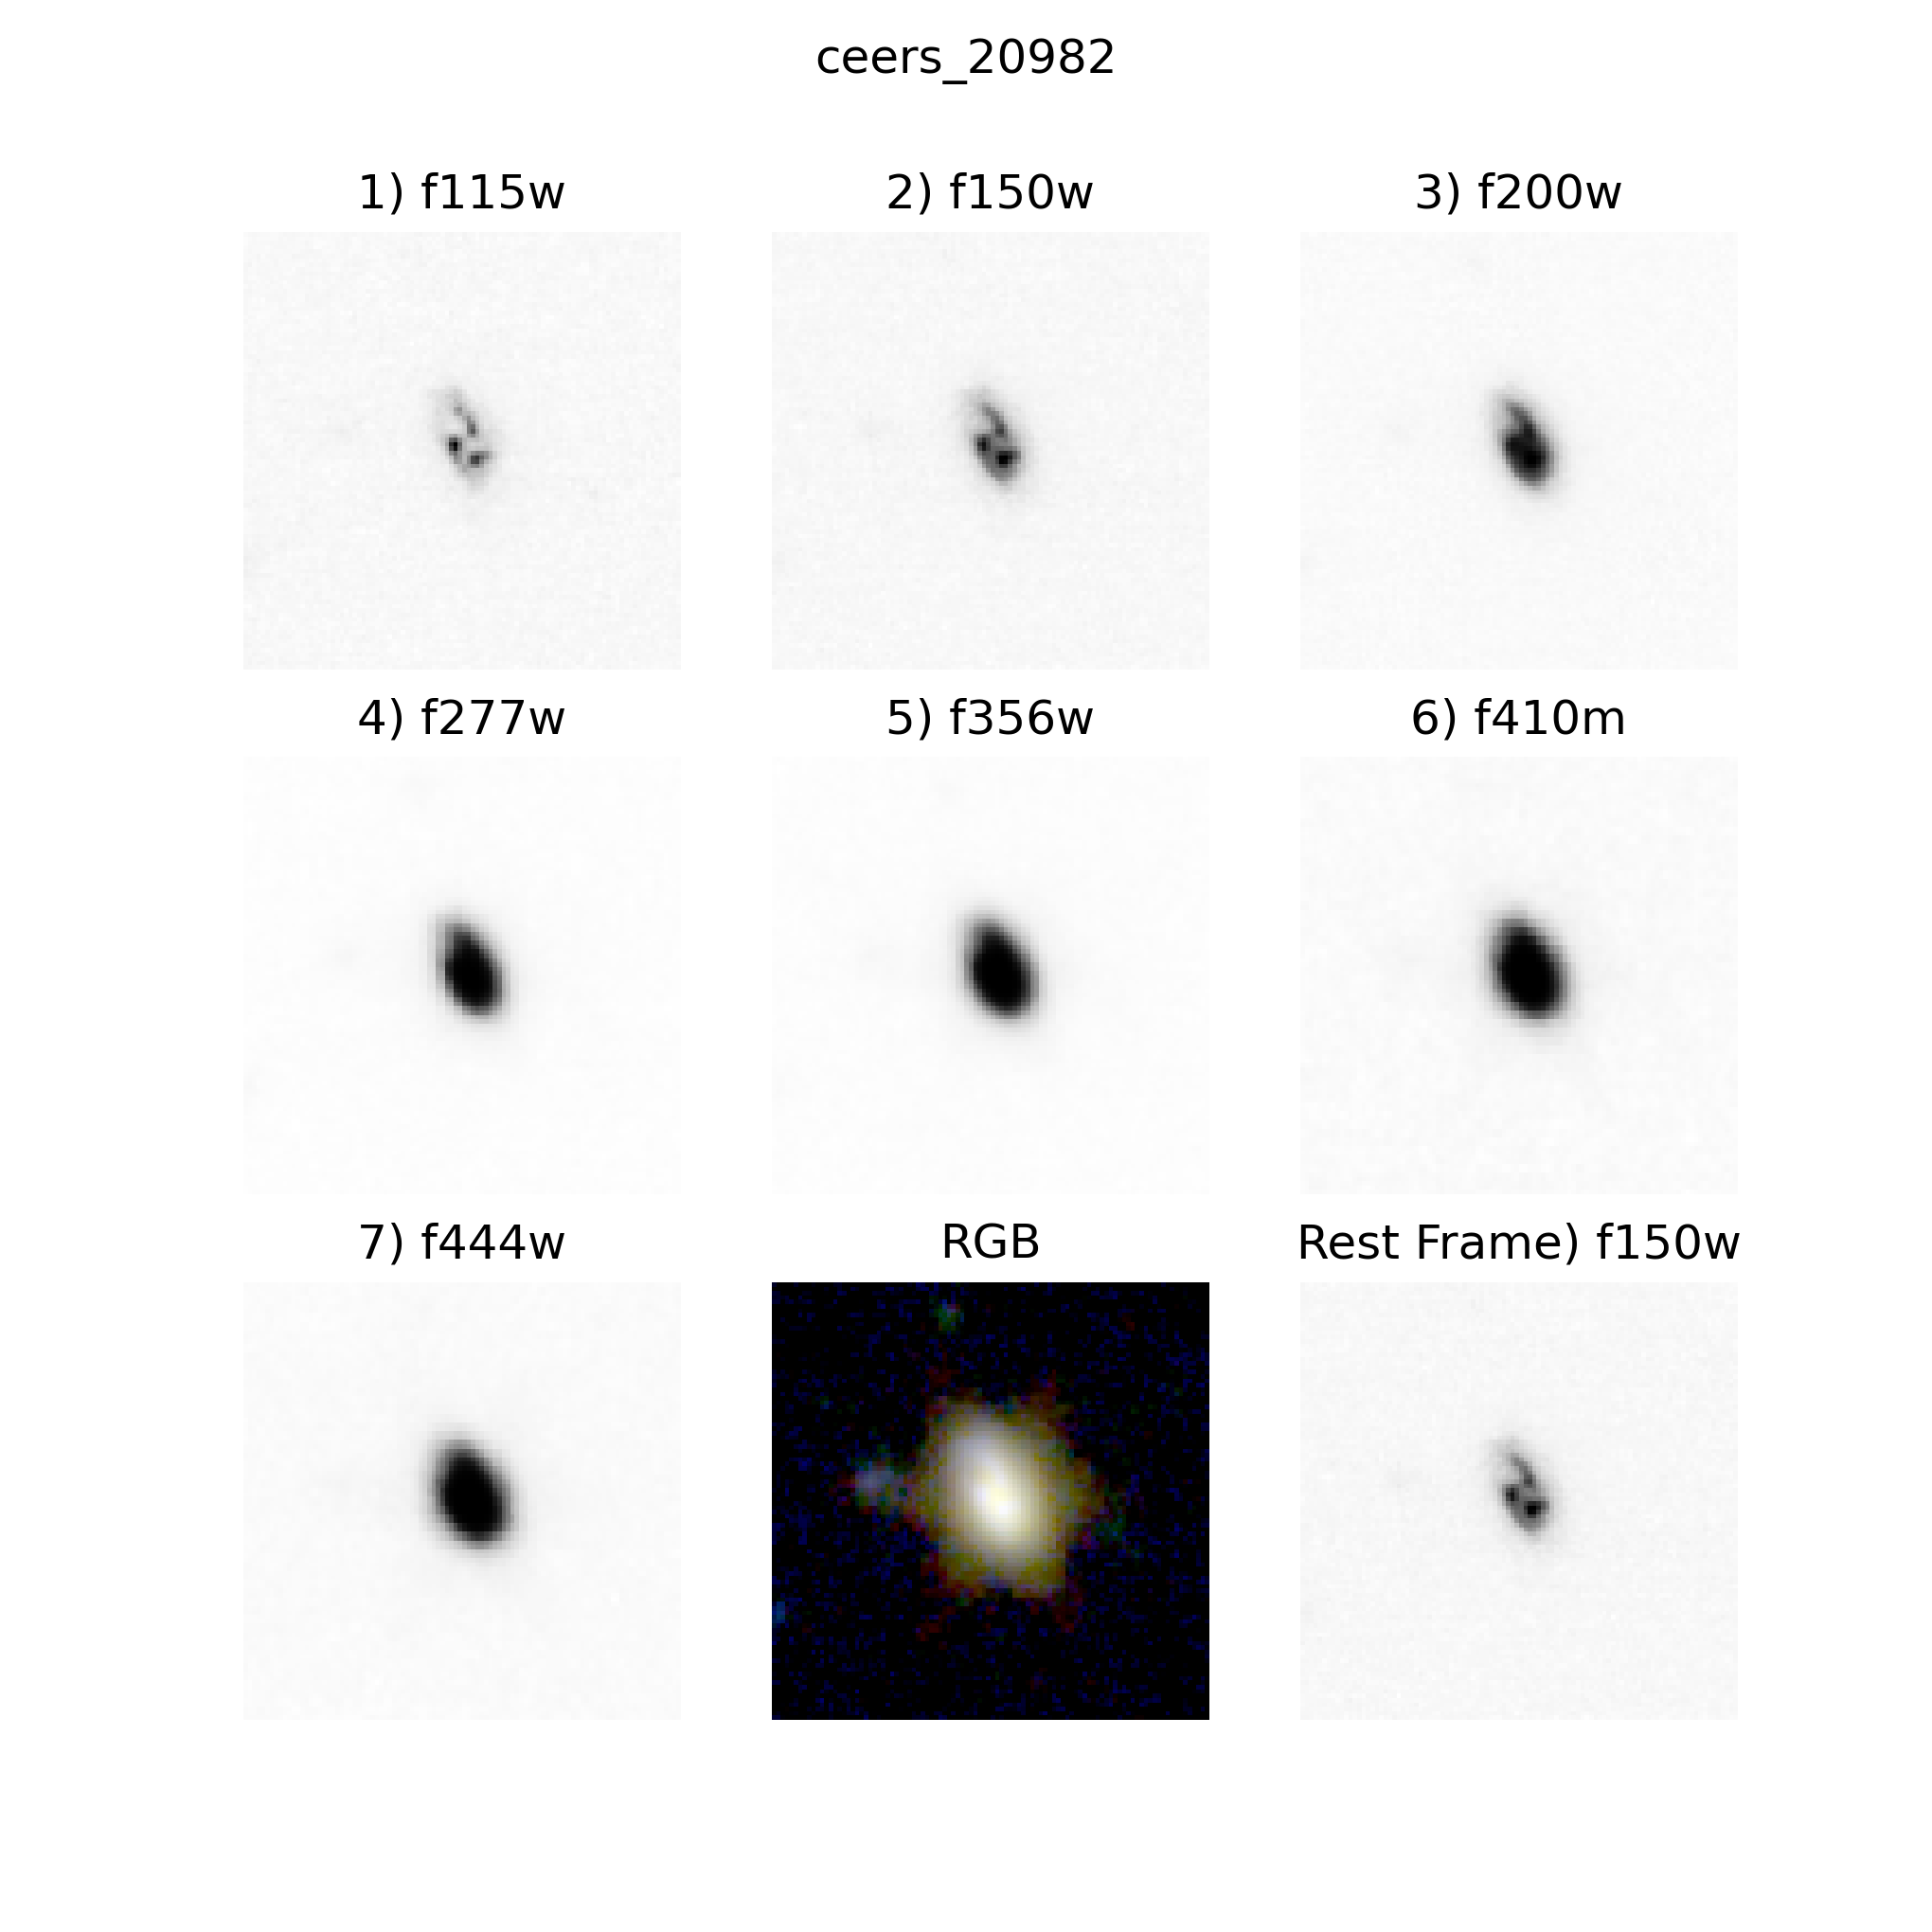 ceers_20982
1) f115w
2) f150w
3) f200w
4) f277w
5) f356w
6) f410m
7) f444w
RGB
Rest Frame) f150w